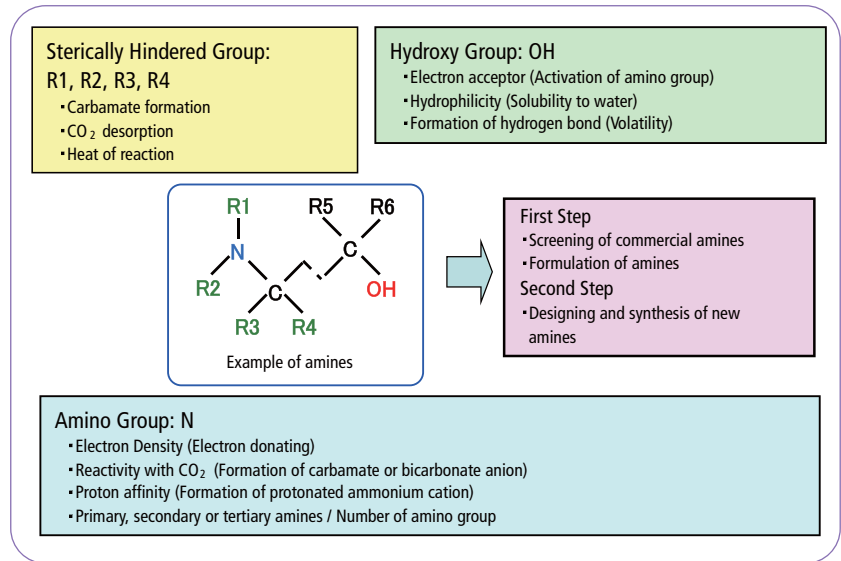 Sterically Hindered Group:
R1, R2, R3, R4
・Carbamate formation
・CO₂ desorption
・Heat of reaction
Hydroxy Group: OH
・Electron acceptor (Activation of amino group)
・Hydrophilicity (Solubility to water)
・Formation of hydrogen bond (Volatility)
R1 R5 R6
N C
R2 C OH
R3 R4
Example of amines
First Step
・Screening of commercial amines
・Formulation of amines
Second Step
・Designing and synthesis of new
amines
Amino Group: N
・Electron Density (Electron donating)
・Reactivity with CO₂ (Formation of carbamate or bicarbonate anion)
・Proton affinity (Formation of protonated ammonium cation)
・Primary, secondary or tertiary amines / Number of amino group